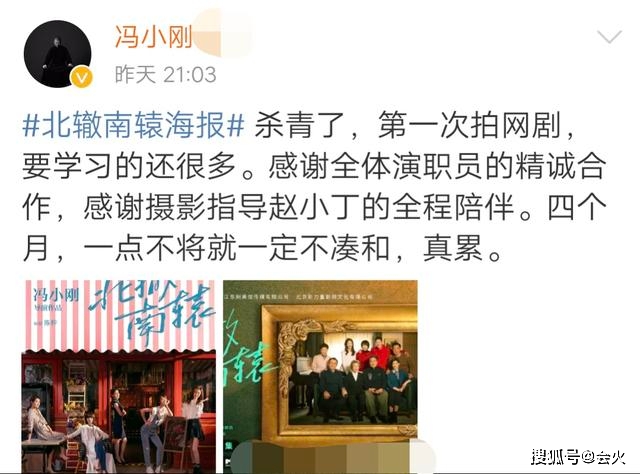 冯小刚
昨天 21:03
#北辙南辕海报# 杀青了，第一次拍网剧，
要学习的还很多。感谢全体演职员的精诚合
作，感谢摄影指导赵小丁的全程陪伴。四个
月，一点不将就一定不凑和，真累。
冯小刚
导演作品
北辙
南辕
辕
集
搜狐号@会火